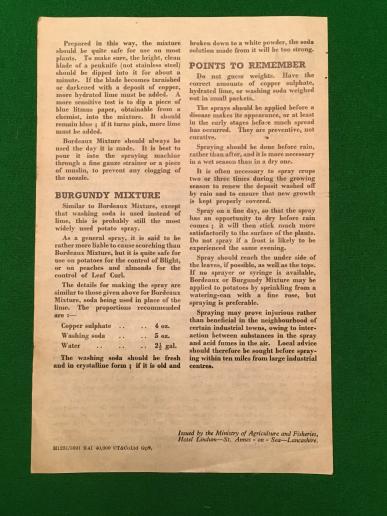 Prepared in this way, the mixture
should be quite safe for use on most
plants. To make sure, the bright, clean
blade of a penknife (not stainless steel)
should be dipped into it for about a
minute. If the blade becomes tarnished
or darkened with a deposit of copper,
more hydrated lime must be added. A
more sensitive test is to dip a piece of
blue litmus paper, obtainable from a
chemist, into the mixture. It should
remain blue ; if it turns pink, more lime
must be added.
Bordeaux Mixture should always be
used the day it is made. It is best to
pour it into the spraying machine
through a fine gauze strainer or a piece
of muslin, to prevent any clogging of
the nozzle.
BURGUNDY MIXTURE
Similar to Bordeaux Mixture, except
that washing soda is used instead of
lime, this is probably still the most
widely used potato spray.
As a general spray, it is said to be
rather more liable to cause scorching than
Bordeaux Mixture, but it is quite safe for
use on potatoes for the control of Blight,
or on peaches and almonds for the
control of Leaf Curl.
The details for making the spray are
similar to those given above for Bordeaux
Mixture, soda being used in place of the
lime. The proportions recommended
are :—
Copper sulphate .. .. 4 oz.
Washing soda .. .. 5 oz.
Water .. .. 2½ gal.
The washing soda should be fresh
and in crystalline form ; if it is old and
broken down to a white powder, the soda
solution made from it will be too strong.
POINTS TO REMEMBER
Do not guess weights. Have the
correct amounts of copper sulphate,
hydrated lime, or washing soda weighed
out in small packets.
The sprays should be applied before a
disease makes its appearance, or at least
in the early stages before much spread
has occurred. They are preventive, not
curative.
Spraying should be done before rain,
rather than after, and it is more necessary
in a wet season than in a dry one.
It is often necessary to spray crops
two or three times during the growing
season to renew the deposit washed off
by rain and to ensure that new growth
is kept properly covered.
Spray on a fine day, so that the spray
has an opportunity to dry before rain
comes ; it will then stick much more
satisfactorily to the surface of the plants.
Do not spray if a frost is likely to be
experienced the same evening.
Spray should reach the under side of
the leaves, if possible, as well as the tops.
If no sprayer or syringe is available,
Bordeaux or Burgundy Mixture may be
applied to potatoes by sprinkling from a
watering-can with a fine rose, but
spraying is preferable.
Spraying may prove injurious rather
than beneficial in the neighbourhood of
certain industrial towns, owing to inter-
action between substances in the spray
and acid fumes in the air. Local advice
should therefore be sought before spray-
ing within ten miles from large industrial
centres.
Issued by the Ministry of Agriculture and Fisheries,
Hotel Lindum—St. Annes - on - Sea—Lancashire.
40,000